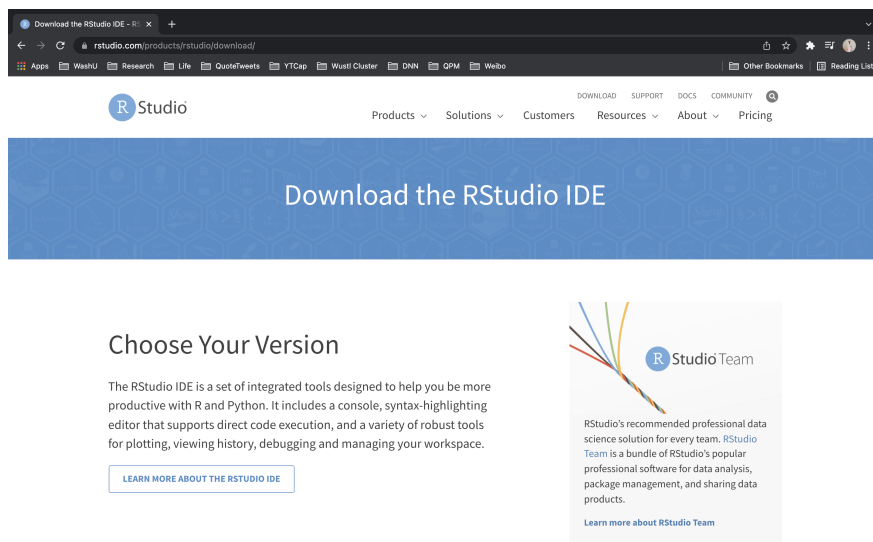 Download the RStudio IDE - RS
rstudio.com/products/rstudio/download/
Apps WashU Research Life QuoteTweets YTCap Wustl Cluster DNN QPM Weibo Other Bookmarks Reading List
DOWNLOAD SUPPORT DOCS COMMUNITY
R Studio
Products Solutions Customers Resources About Pricing
Download the RStudio IDE
Choose Your Version
The RStudio IDE is a set of integrated tools designed to help you be more
productive with R and Python. It includes a console, syntax-highlighting
editor that supports direct code execution, and a variety of robust tools
for plotting, viewing history, debugging and managing your workspace.
LEARN MORE ABOUT THE RSTUDIO IDE
R Studio Team
RStudio's recommended professional data
science solution for every team. RStudio
Team is a bundle of RStudio's popular
professional software for data analysis,
package management, and sharing data
products.
Learn more about RStudio Team